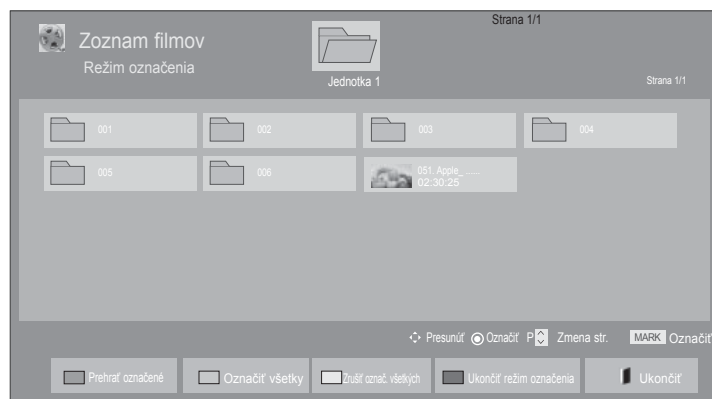 Strana 1/1
Zoznam filmov
Režim označenia
Jednotka 1
Strana 1/1
001
002
003
004
005
006
051. Apple_ ......
02:30:25
Presunúť Označiť P Zmena str. MARK Označiť
Prehrať označené Označiť všetky Zrušiť označ. všetkých Ukončiť režim označenia Ukončiť